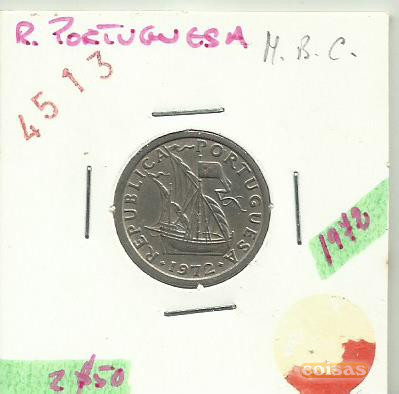 R. PORTUGUESA
M. B. C.
4513
REPUBLICA PORTUGUESA
·1972·
1972
2$50
coisas